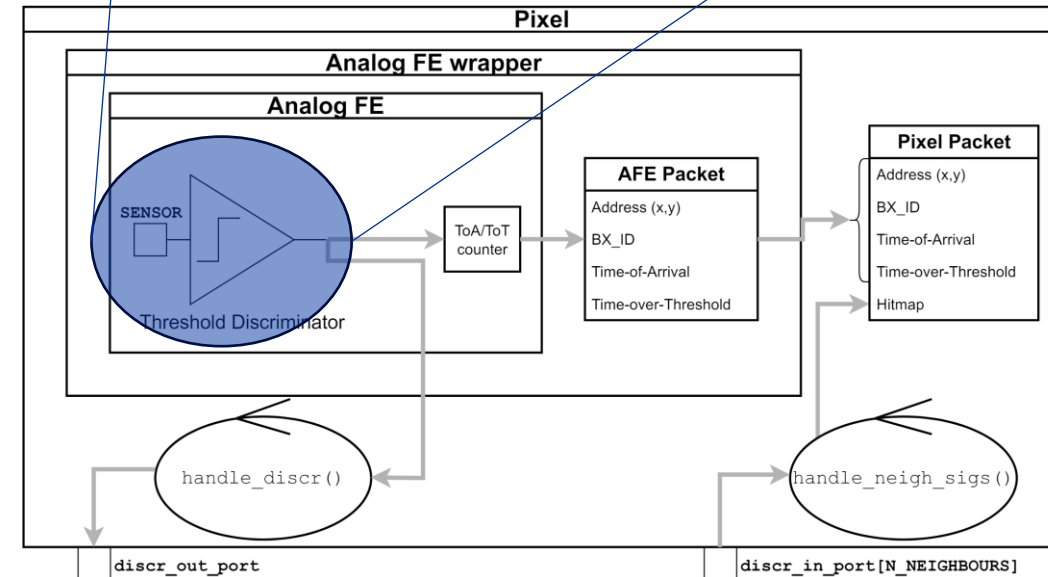 Pixel
Analog FE wrapper
Analog FE
SENSOR
Threshold Discriminator
ToA/ToT
counter
AFE Packet
Address (x,y)
BX_ID
Time-of-Arrival
Time-over-Threshold
Pixel Packet
Address (x,y)
BX_ID
Time-of-Arrival
Time-over-Threshold
Hitmap
handle_discr()
handle_neigh_sigs()
discr_out_port
discr_in_port[N_NEIGHBOURS]